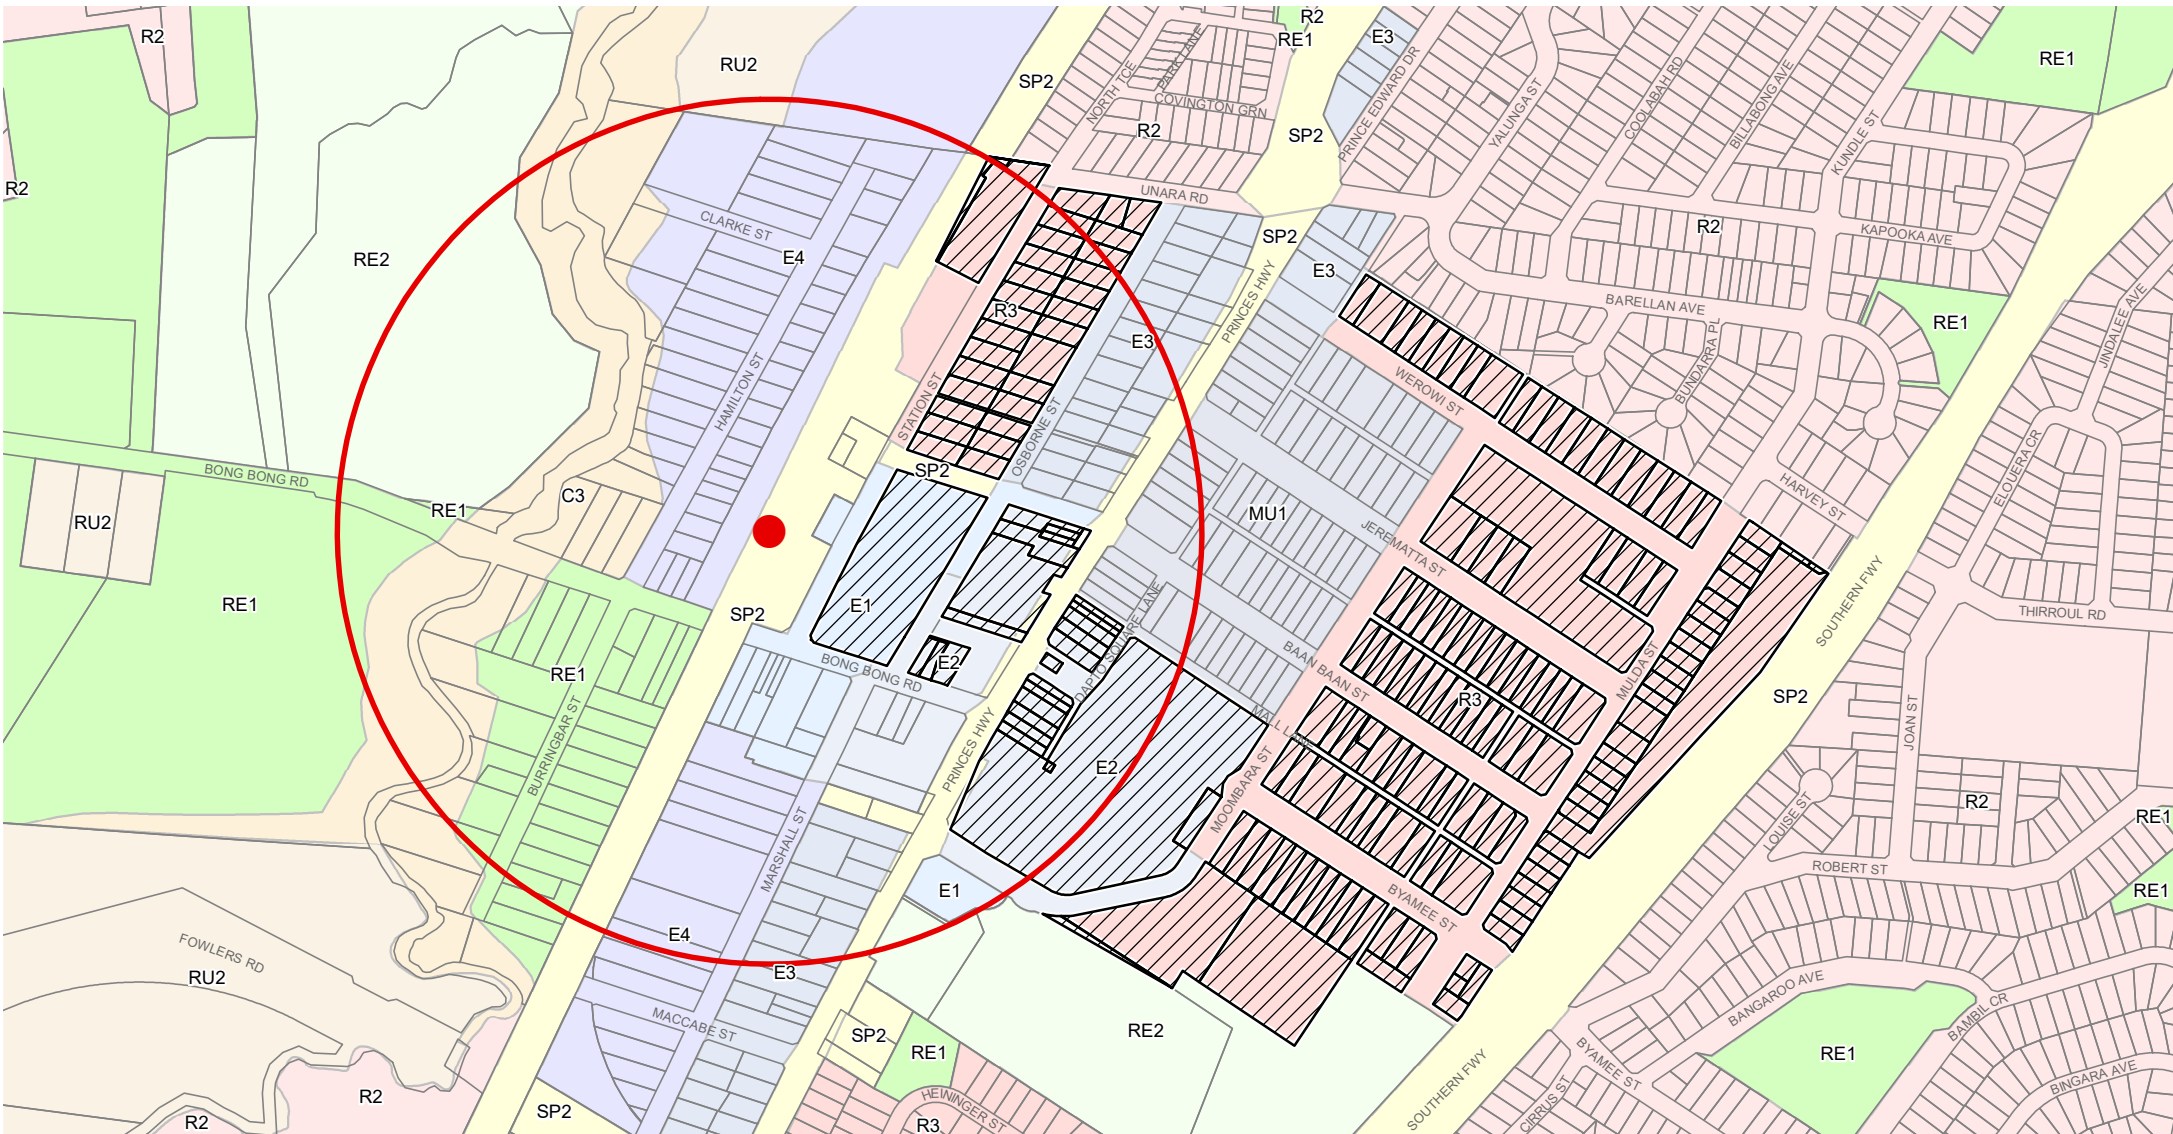 R2
RE1
E3
R2
RU2
RE1
SP2
NORTH TCE
PARK LANE
COVINGTON GRN
R2
SP2
PRINCE EDWARD DR
YALUNGA ST
COOLABAH RD
BILLABONG AVE
KUNDLE ST
R2
UNARA RD
CLARKE ST
E4
RE2
SP2
R2
KAPOOKA AVE
E3
R3
E3
PRINCES HWY
BARELLAN AVE
BUNDARRA PL
RE1
JINDALEE AVE
HAMILTON ST
STATION ST
OSBORNE ST
WEROWI ST
BONG BONG RD
SP2
ELOUERA CR
HARVEY ST
RU2
RE1
C3
MU1
JEREMATTA ST
RE1
SP2
E1
E2
BONG BONG RD
DAPTO SQUARE LANE
BAAN BAAN ST
MULDA ST
SOUTHERN FWY
THIRROUL RD
RE1
BURRINGBAR ST
PRINCES HWY
MALL LANE
R3
SP2
JOAN ST
E2
MOOMBARA ST
MARSHALL ST
LOUISE ST
R2
RE1
ROBERT ST
E1
BYAMEE ST
RE1
E4
E3
FOWLERS RD
RU2
MACCABE ST
SP2
RE1
RE2
BANGAROO AVE
BAMBIL CR
RE1
BYAMEE ST
BINGARA AVE
SOUTHERN FWY
CIRRUS ST
R2
R2
SP2
HEININGER ST
R3